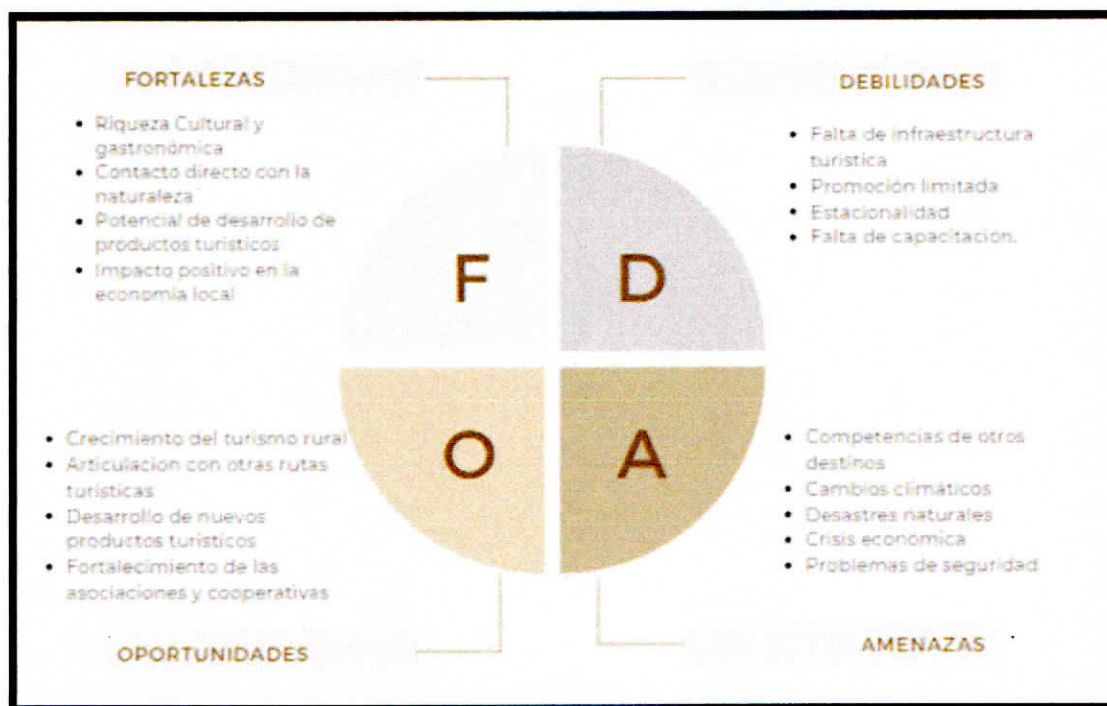 FORTALEZAS
• Riqueza Cultural y
gastronómica
• Contacto directo con la
naturaleza
• Potencial de desarrollo de
productos turísticos
• Impacto positivo en la
economía local
DEBILIDADES
• Falta de infraestructura
turística
• Promoción limitada
• Estacionalidad
• Falta de capacitación.
F
D
O
A
• Crecimiento del turismo rural
• Articulacion con otras rutas
turísticas
• Desarrollo de nuevos
productos turísticos
• Fortalecimiento de las
asociaciones y cooperativas
OPORTUNIDADES
• Competencias de otros
destinos
• Cambios climáticos
• Desastres naturales
• Crisis económica
• Problemas de seguridad
AMENAZAS